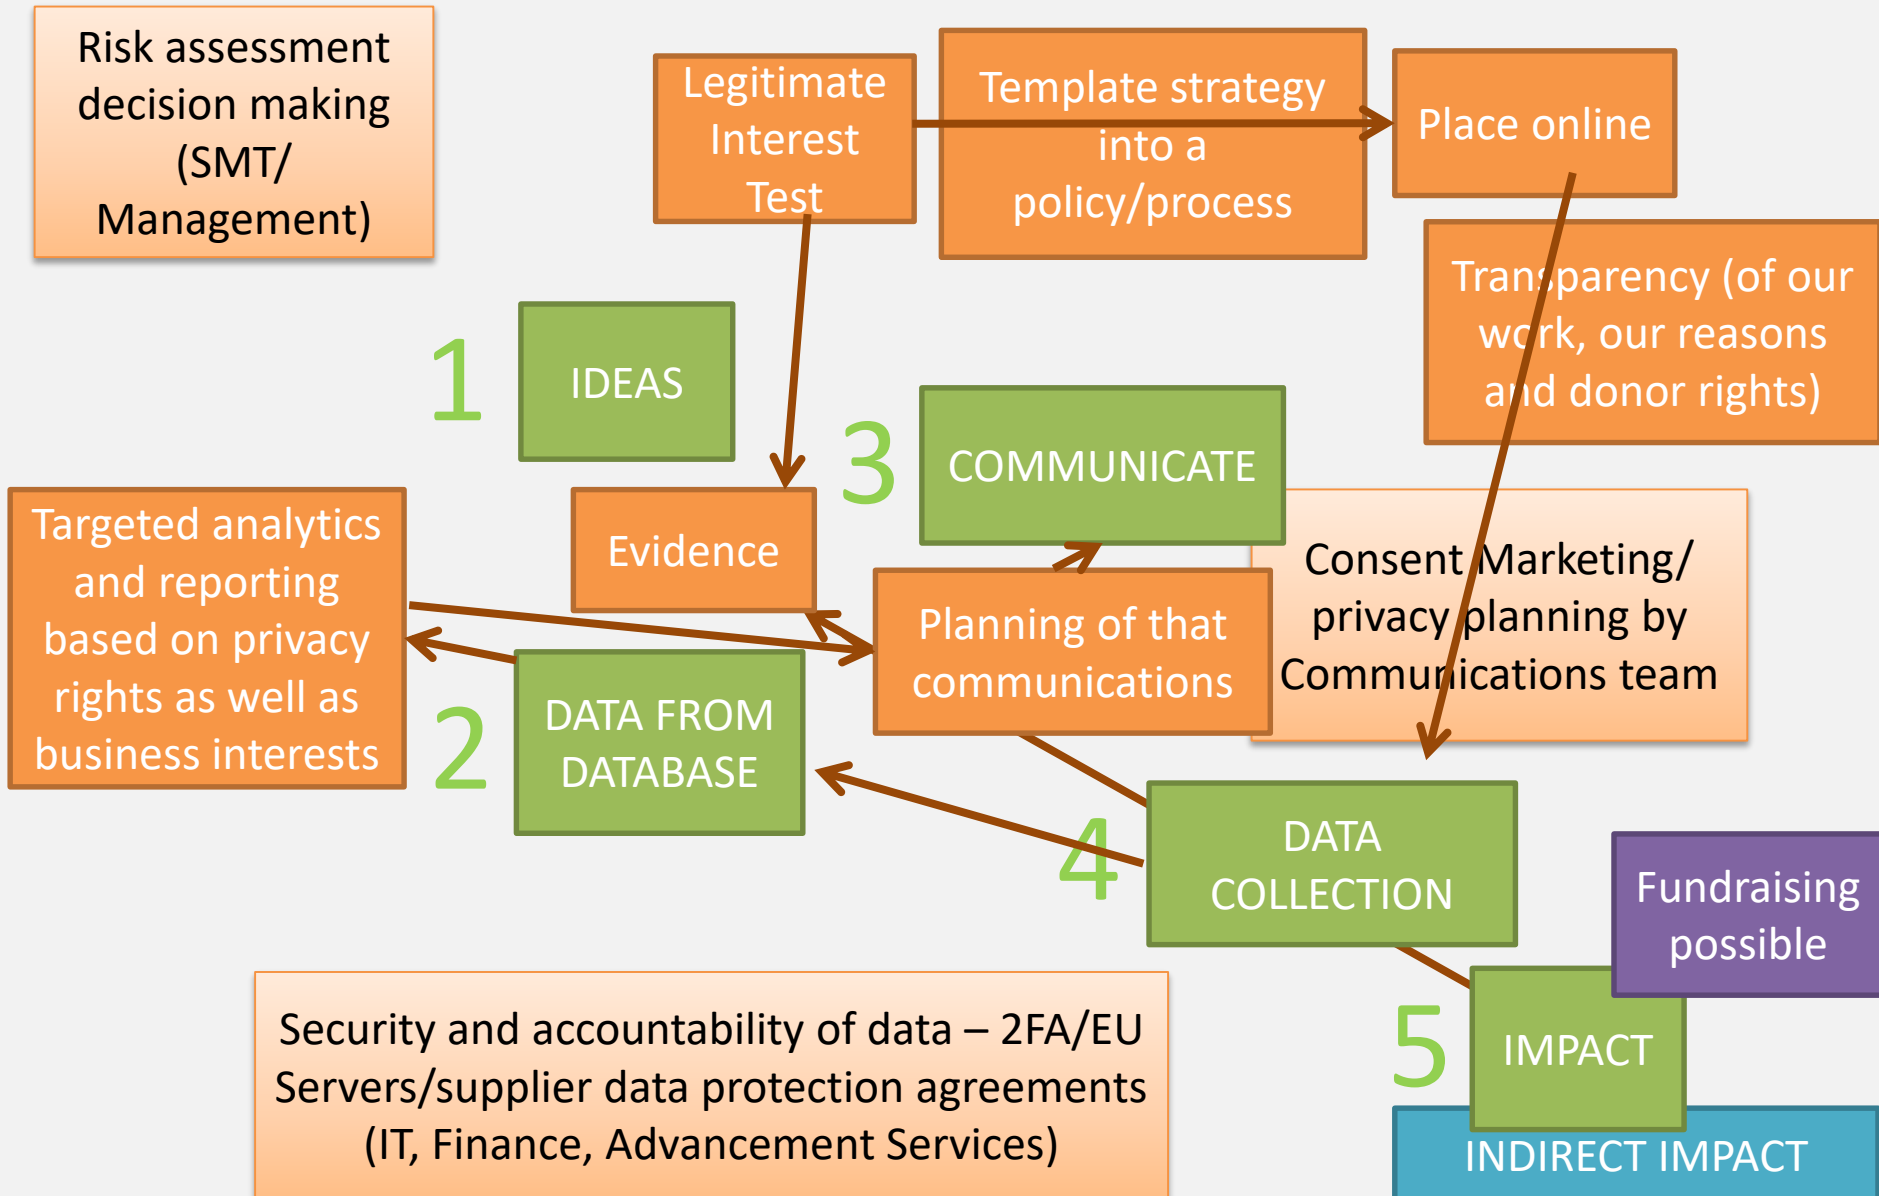 Risk assessment
decision making
(SMT/
Management)
Legitimate
Interest
Test
Template strategy
into a
policy/process
Place online
Transparency (of our
work, our reasons
and donor rights)
1
IDEAS
3
COMMUNICATE
Targeted analytics
and reporting
based on privacy
rights as well as
business interests
Evidence
Planning of that
communications
Consent Marketing/
privacy planning by
Communications team
2
DATA FROM
DATABASE
4
DATA
COLLECTION
Fundraising
possible
5
IMPACT
INDIRECT IMPACT
Security and accountability of data – 2FA/EU
Servers/supplier data protection agreements
(IT, Finance, Advancement Services)